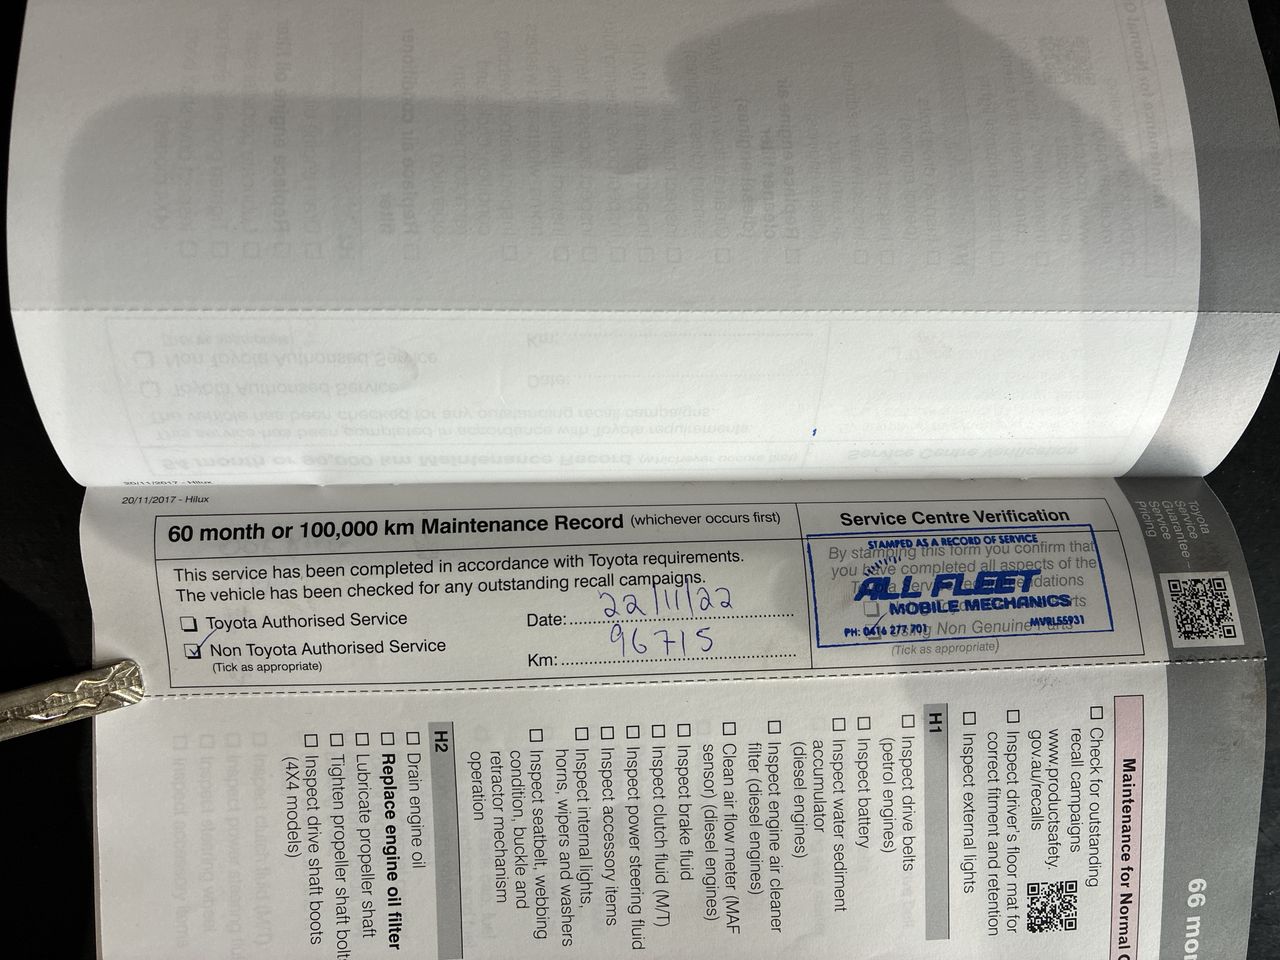 20/11/2017 - Hilux
60 month or 100,000 km Maintenance Record (whichever occurs first)
This service has been completed in accordance with Toyota requirements.
The vehicle has been checked for any outstanding recall campaigns.
Toyota Authorised Service
Non Toyota Authorised Service
(Tick as appropriate)
Date: 22/11/22
Km: 96715
Service Centre Verification
By stamping this form you confirm that
you have completed all aspects of the
STAMPED AS A RECORD OF SERVICE
ALL FLEET
MOBILE MECHANICS
PH: 0416 277 701 MVRL55931
Using Non Genuine Parts
(Tick as appropriate)
Toyota
Service
Guarantee –
Service
Pricing
66
Maintenance for Normal
Check for outstanding
recall campaigns
www.productsafety.
gov.au/recalls
Inspect driver's floor mat for
correct fitment and retention
Inspect external lights
H1
Inspect drive belts
(petrol engines)
Inspect battery
Inspect water sediment
accumulator
(diesel engines)
Inspect engine air cleaner
filter (diesel engines)
Clean air flow meter (MAF
sensor) (diesel engines)
Inspect brake fluid
Inspect clutch fluid (M/T)
Inspect power steering fluid
Inspect accessory items
Inspect internal lights,
horns, wipers and washers
Inspect seatbelt, webbing
condition, buckle and
retractor mechanism
operation
H2
Drain engine oil
Replace engine oil filter
Lubricate propeller shaft
Tighten propeller shaft bolts
Inspect drive shaft boots
(4X4 models)